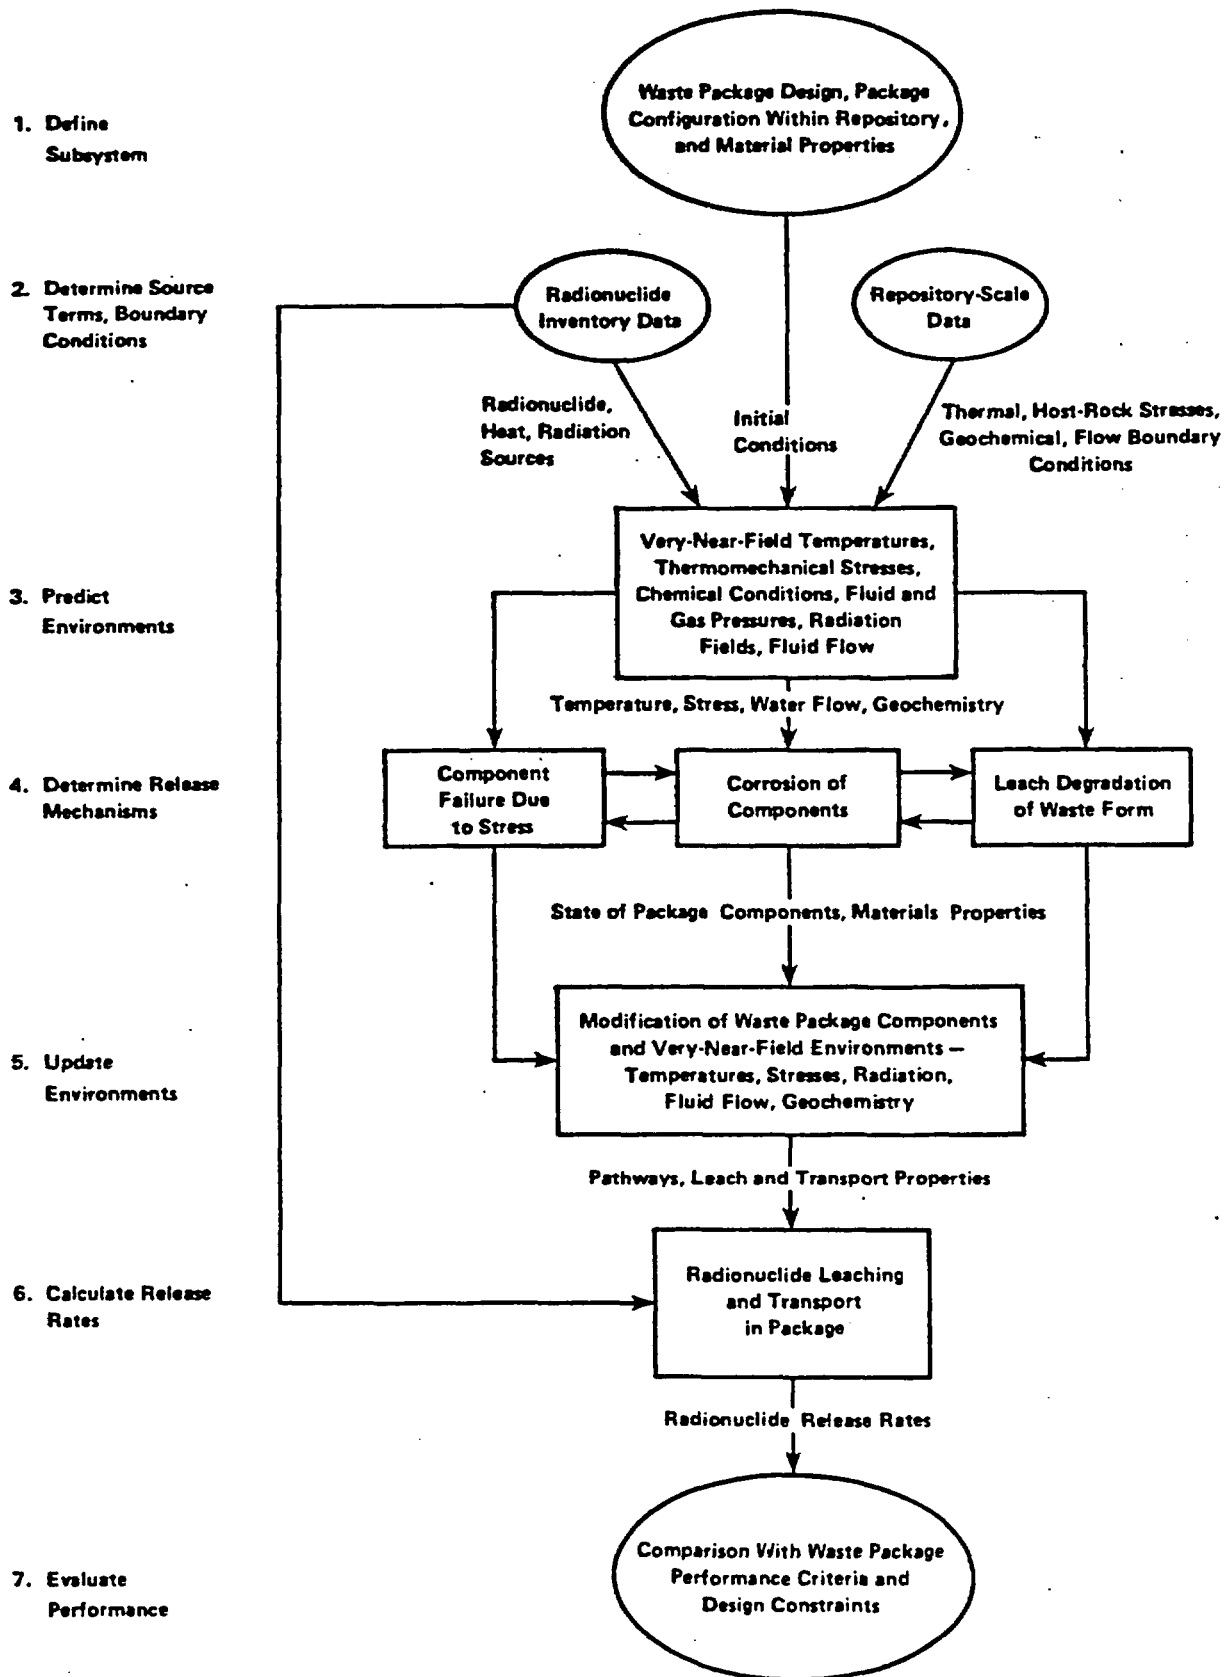 Waste Package Design, Package
Configuration Within Repository,
and Material Properties
1. Define
Subsystem
2. Determine Source
Terms, Boundary
Conditions
Radionuclide
Inventory Data
Repository-Scale
Data
Radionuclide,
Heat, Radiation
Sources
Initial
Conditions
Thermal, Host-Rock Stresses,
Geochemical, Flow Boundary
Conditions
3. Predict
Environments
Very-Near-Field Temperatures,
Thermomechanical Stresses,
Chemical Conditions, Fluid and
Gas Pressures, Radiation
Fields, Fluid Flow
Temperature, Stress, Water Flow, Geochemistry
4. Determine Release
Mechanisms
Component
Failure Due
to Stress
Corrosion of
Components
Leach Degradation
of Waste Form
State of Package Components, Materials Properties
5. Update
Environments
Modification of Waste Package Components
and Very-Near-Field Environments —
Temperatures, Stresses, Radiation,
Fluid Flow, Geochemistry
Pathways, Leach and Transport Properties
6. Calculate Release
Rates
Radionuclide Leaching
and Transport
in Package
Radionuclide Release Rates
7. Evaluate
Performance
Comparison With Waste Package
Performance Criteria and
Design Constraints